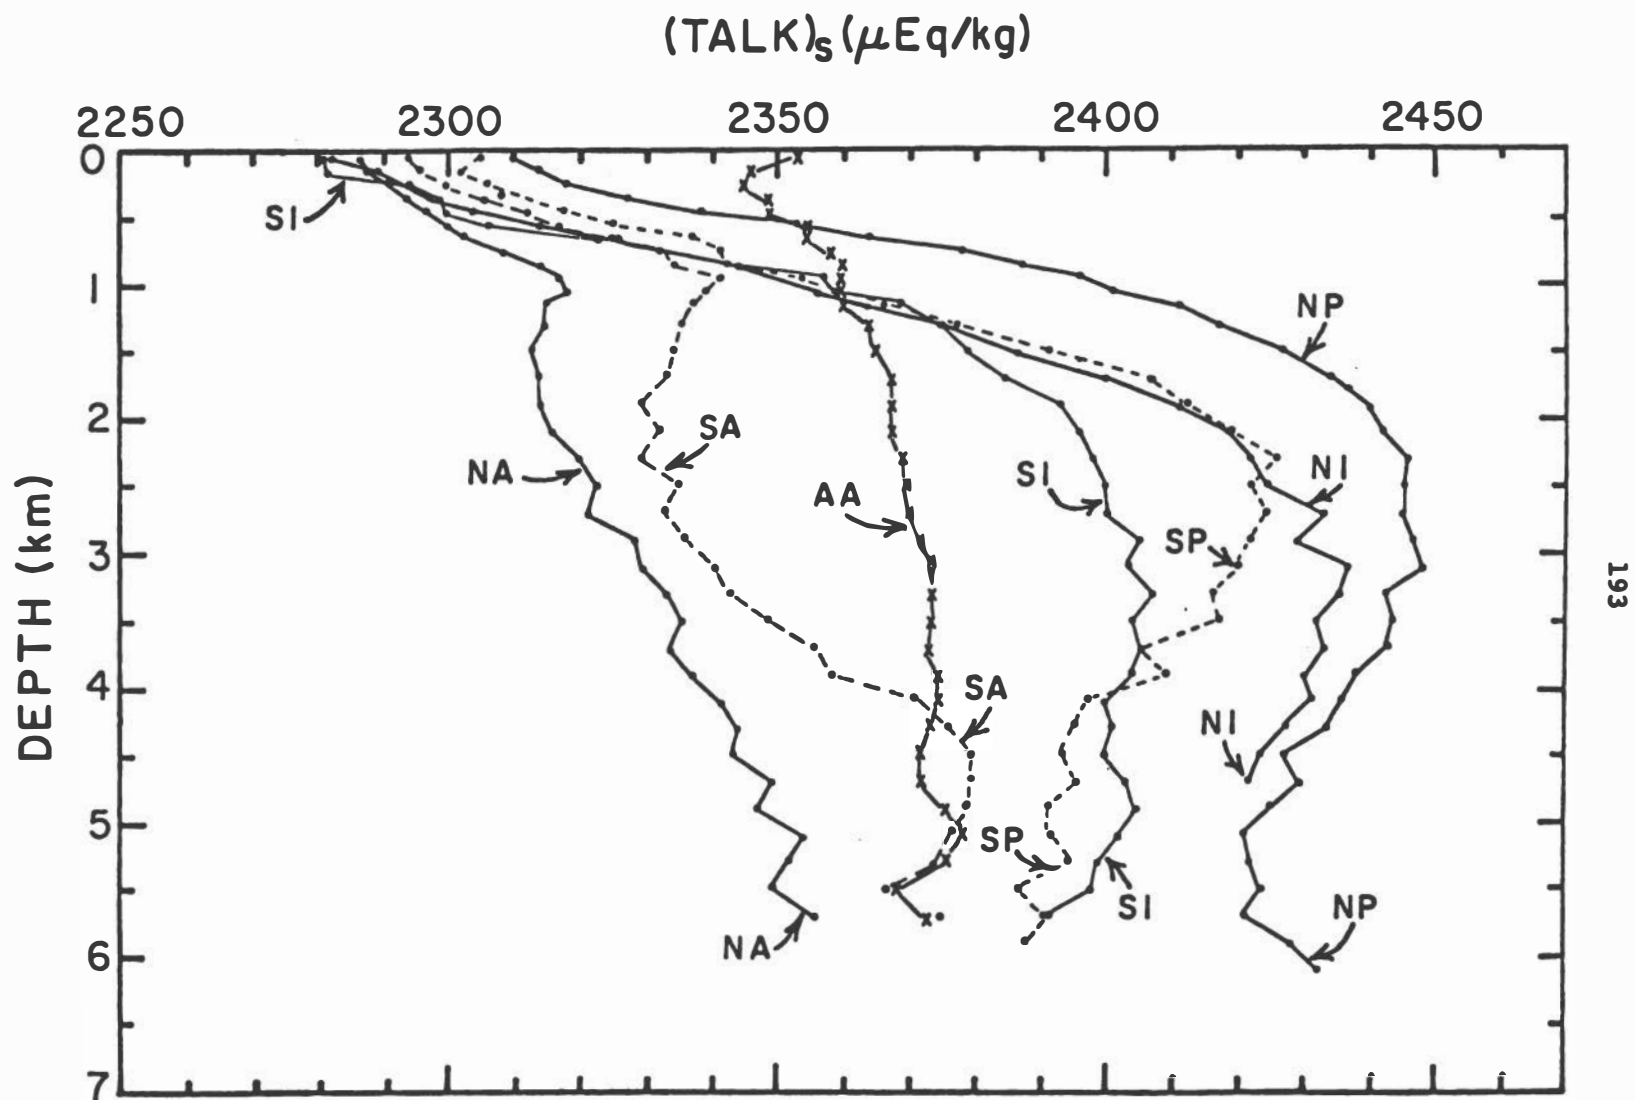 (TALK)s (μEq/kg)
2250 2300 2350 2400 2450
0
SI
1
NP
2
SA
NA
SI
NI
AA
SP
3
193
DEPTH (km)
4
SA
NI
5
SP
SI
NP
NA
6
7